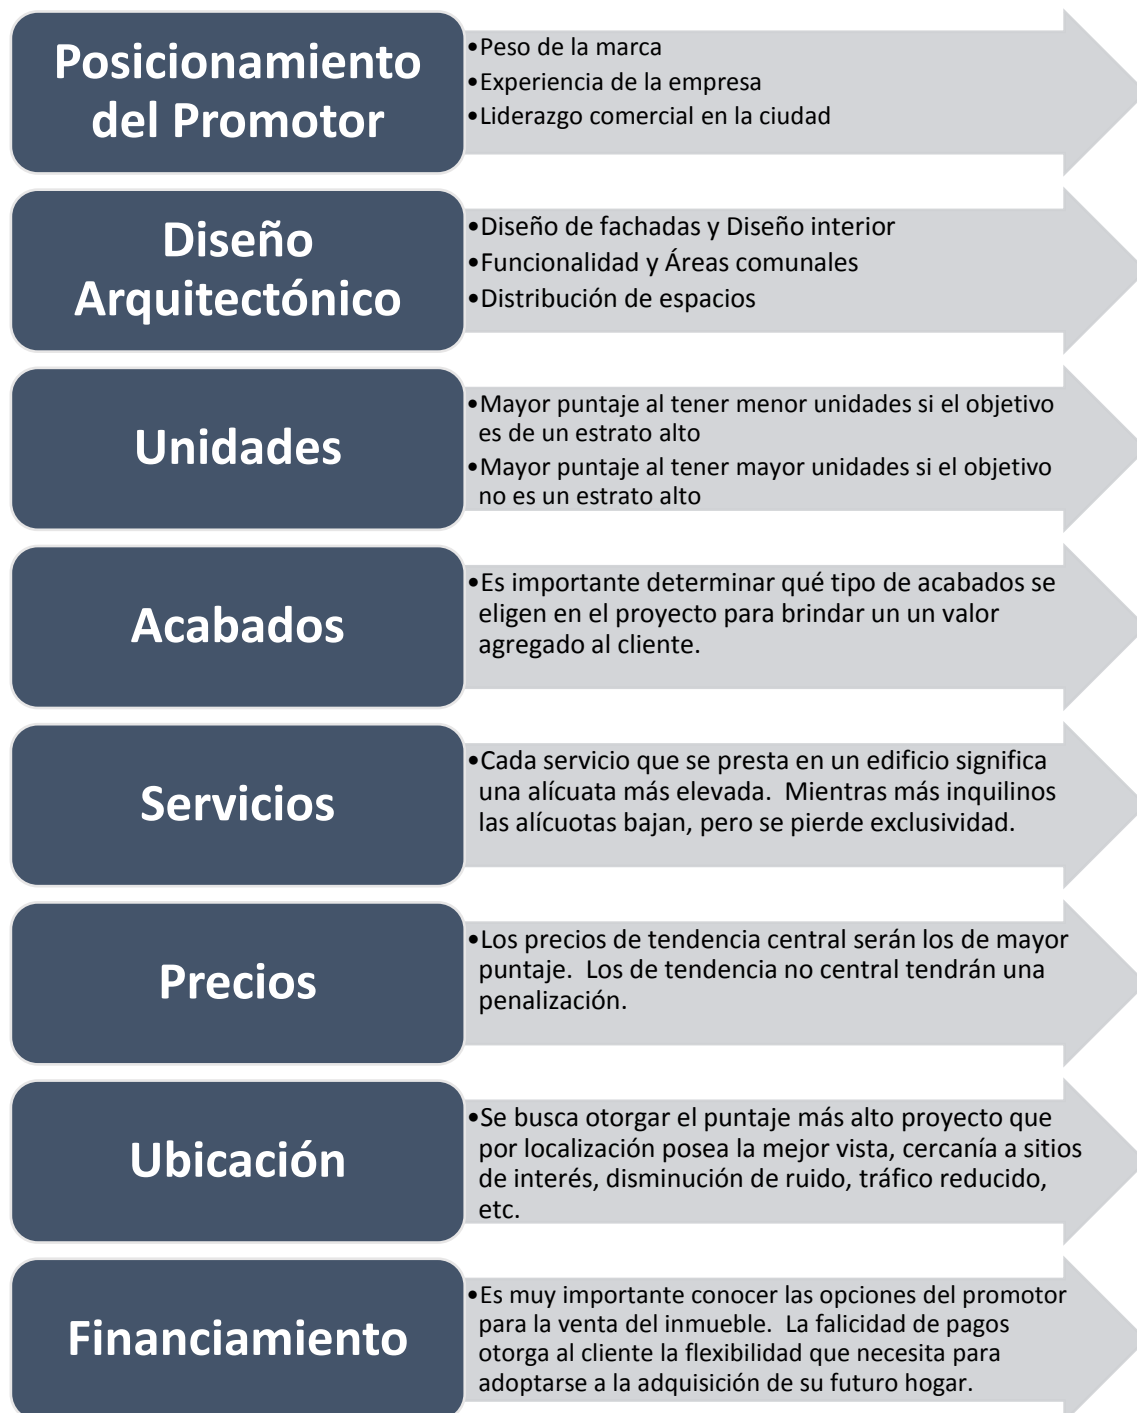 Posicionamiento
del Promotor
•Peso de la marca
•Experiencia de la empresa
•Liderazgo comercial en la ciudad
Diseño
Arquitectónico
•Diseño de fachadas y Diseño interior
•Funcionalidad y Áreas comunales
•Distribución de espacios
Unidades
•Mayor puntaje al tener menor unidades si el objetivo
es de un estrato alto
•Mayor puntaje al tener mayor unidades si el objetivo
no es un estrato alto
Acabados
•Es importante determinar qué tipo de acabados se
eligen en el proyecto para brindar un un valor
agregado al cliente.
Servicios
•Cada servicio que se presta en un edificio significa
una alícuata más elevada.  Mientras más inquilinos
las alícuotas bajan, pero se pierde exclusividad.
Precios
•Los precios de tendencia central serán los de mayor
puntaje.  Los de tendencia no central tendrán una
penalización.
Ubicación
•Se busca otorgar el puntaje más alto proyecto que
por localización posea la mejor vista, cercanía a sitios
de interés, disminución de ruido, tráfico reducido,
etc.
Financiamiento
•Es muy importante conocer las opciones del promotor
para la venta del inmueble.  La falicidad de pagos
otorga al cliente la flexibilidad que necesita para
adoptarse a la adquisición de su futuro hogar.